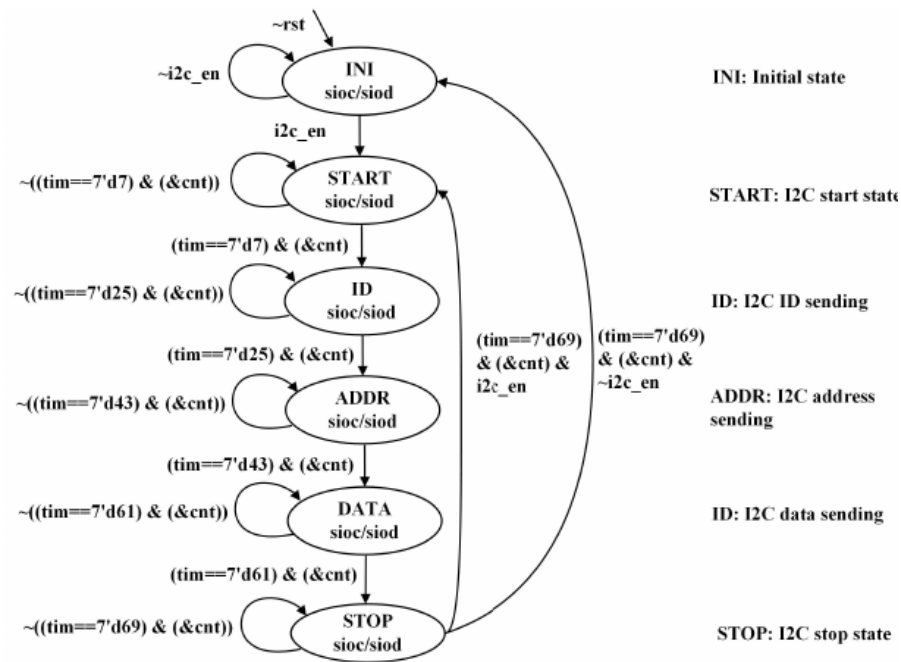 ~rst
~i2c_en
INI
sioc/siod
INI: Initial state
i2c_en
~((tim==7'd7) & (&cnt))
START
sioc/siod
START: I2C start state
(tim==7'd7) & (&cnt)
~((tim==7'd25) & (&cnt))
ID
sioc/siod
ID: I2C ID sending
(tim==7'd25) & (&cnt)
(tim==7'd69)
& (&cnt) &
i2c_en
(tim==7'd69)
& (&cnt) &
~i2c_en
~((tim==7'd43) & (&cnt))
ADDR
sioc/siod
ADDR: I2C address
sending
(tim==7'd43) & (&cnt)
~((tim==7'd61) & (&cnt))
DATA
sioc/siod
ID: I2C data sending
(tim==7'd61) & (&cnt)
~((tim==7'd69) & (&cnt))
STOP
sioc/siod
STOP: I2C stop state